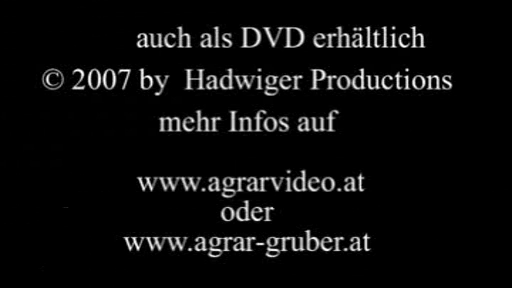 auch als DVD erhältlich
© 2007 by Hadwiger Productions
mehr Infos auf
www.agrarvideo.at
oder
www.agrar-gruber.at